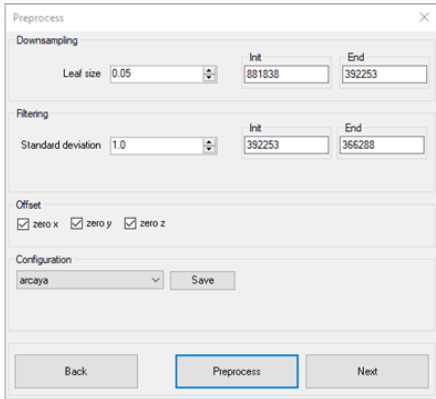 Preprocess
Downsampling
Init End
Leaf size 0.05 881838 392253
Filtering
Init End
Standard deviation 1.0 392253 366288
Offset
zero x zero y zero z
Configuration
arcaya Save
Back Preprocess Next